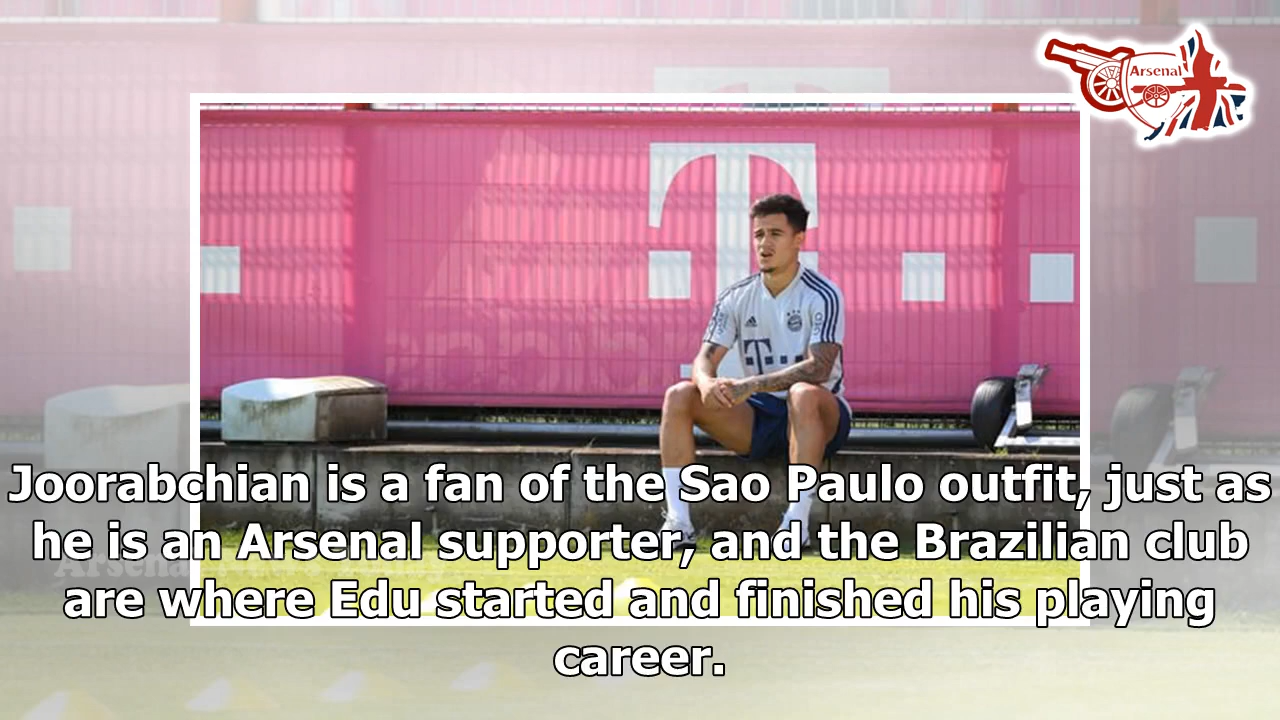 Arsenal
T
T
Joorabchian is a fan of the Sao Paulo outfit, just as
he is an Arsenal supporter, and the Brazilian club
are where Edu started and finished his playing
career.